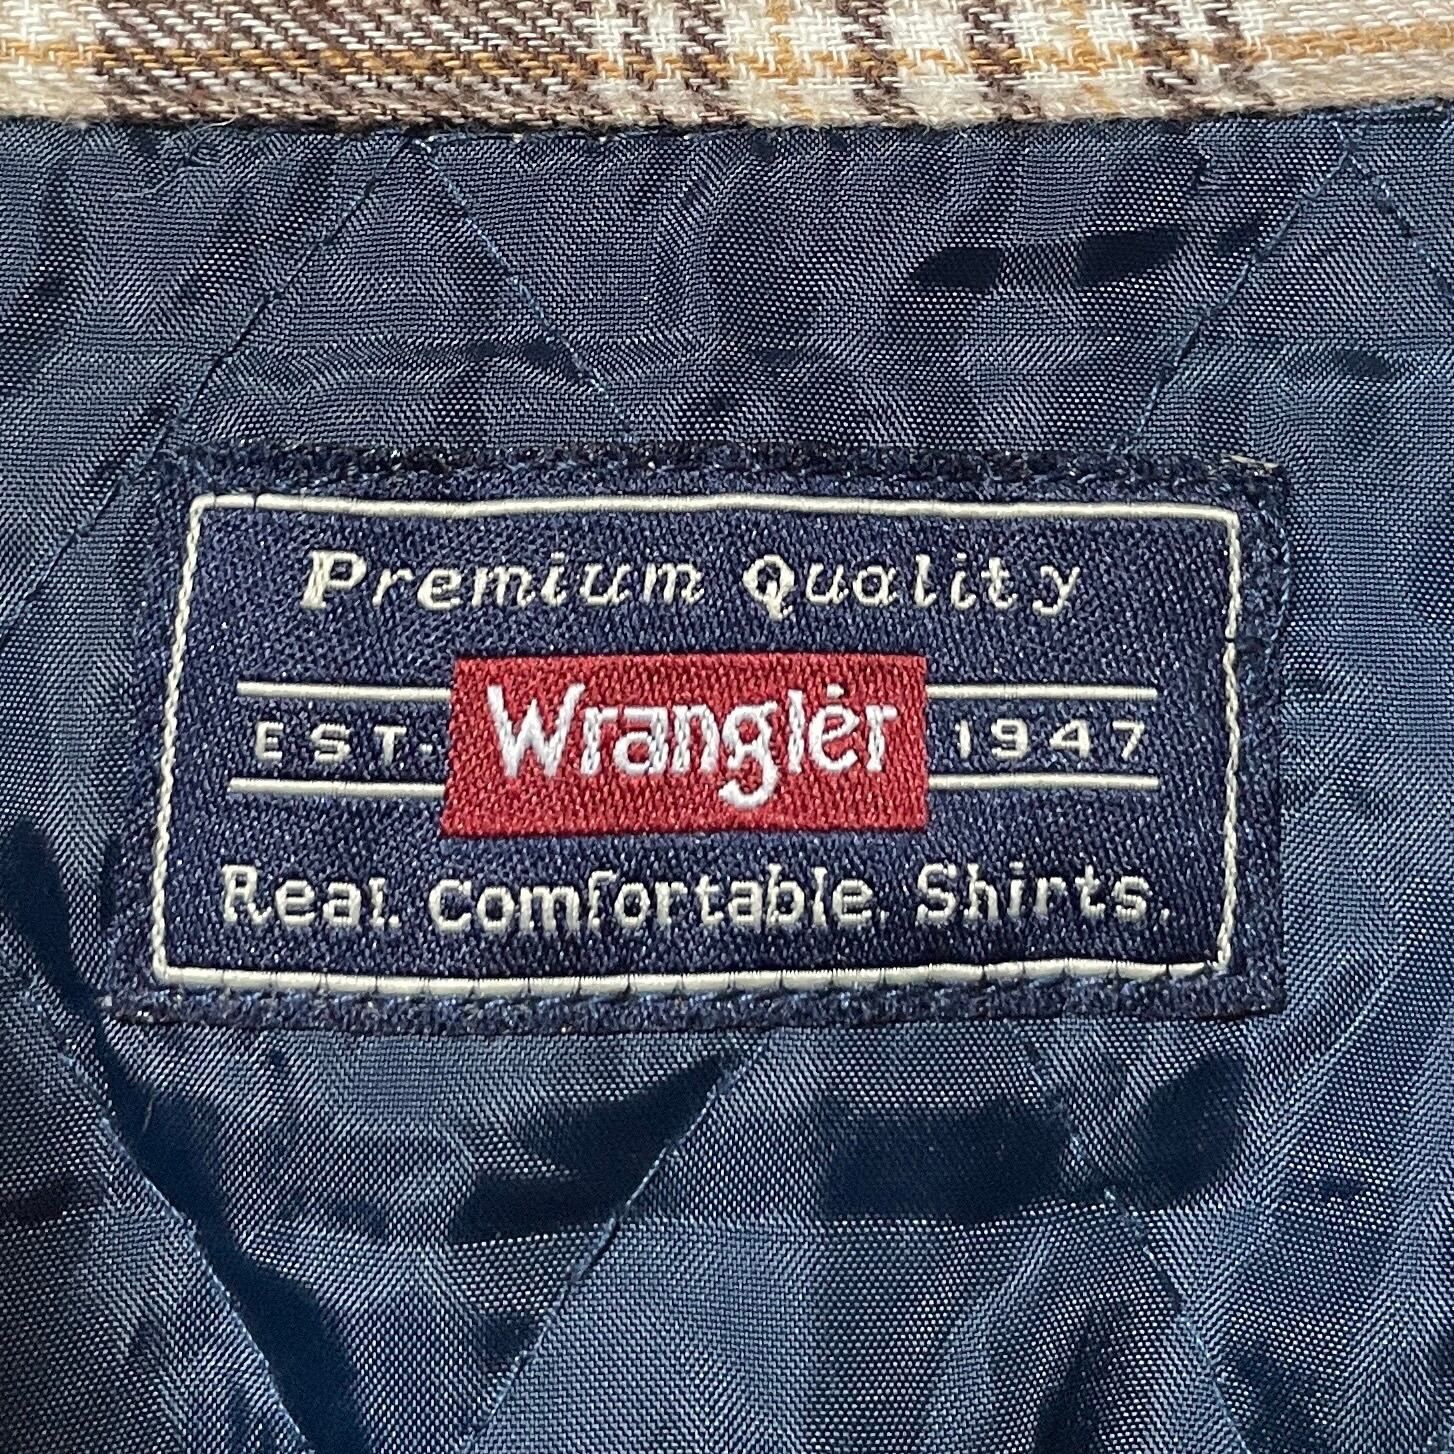 Premium Quality
EST. Wrangler 1947
Real. Comfortable. Shirts.